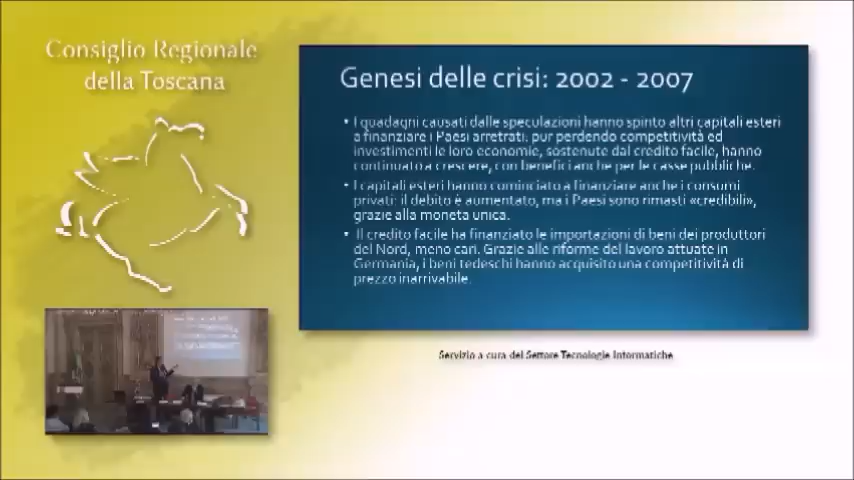 Consiglio Regionale
della Toscana
Genesi delle crisi: 2002 - 2007
• I guadagni causati dalle speculazioni hanno spinto altri capitali esteri
a finanziare i Paesi arretrati: pur perdendo competitività ed
investimenti le loro economie, sostenute dal credito facile, hanno
continuato a crescere, con benefici anche per le casse pubbliche.
• I capitali esteri hanno cominciato a finanziare anche i consumi
privati: il debito è aumentato, ma i Paesi sono rimasti «credibili»,
grazie alla moneta unica.
• Il credito facile ha finanziato le importazioni di beni dei produttori
del Nord, meno cari. Grazie alle riforme del lavoro attuate in
Germania, i beni tedeschi hanno acquisito una competitività di
prezzo inarrivabile.
Servizio a cura del Settore Tecnologie Informatiche